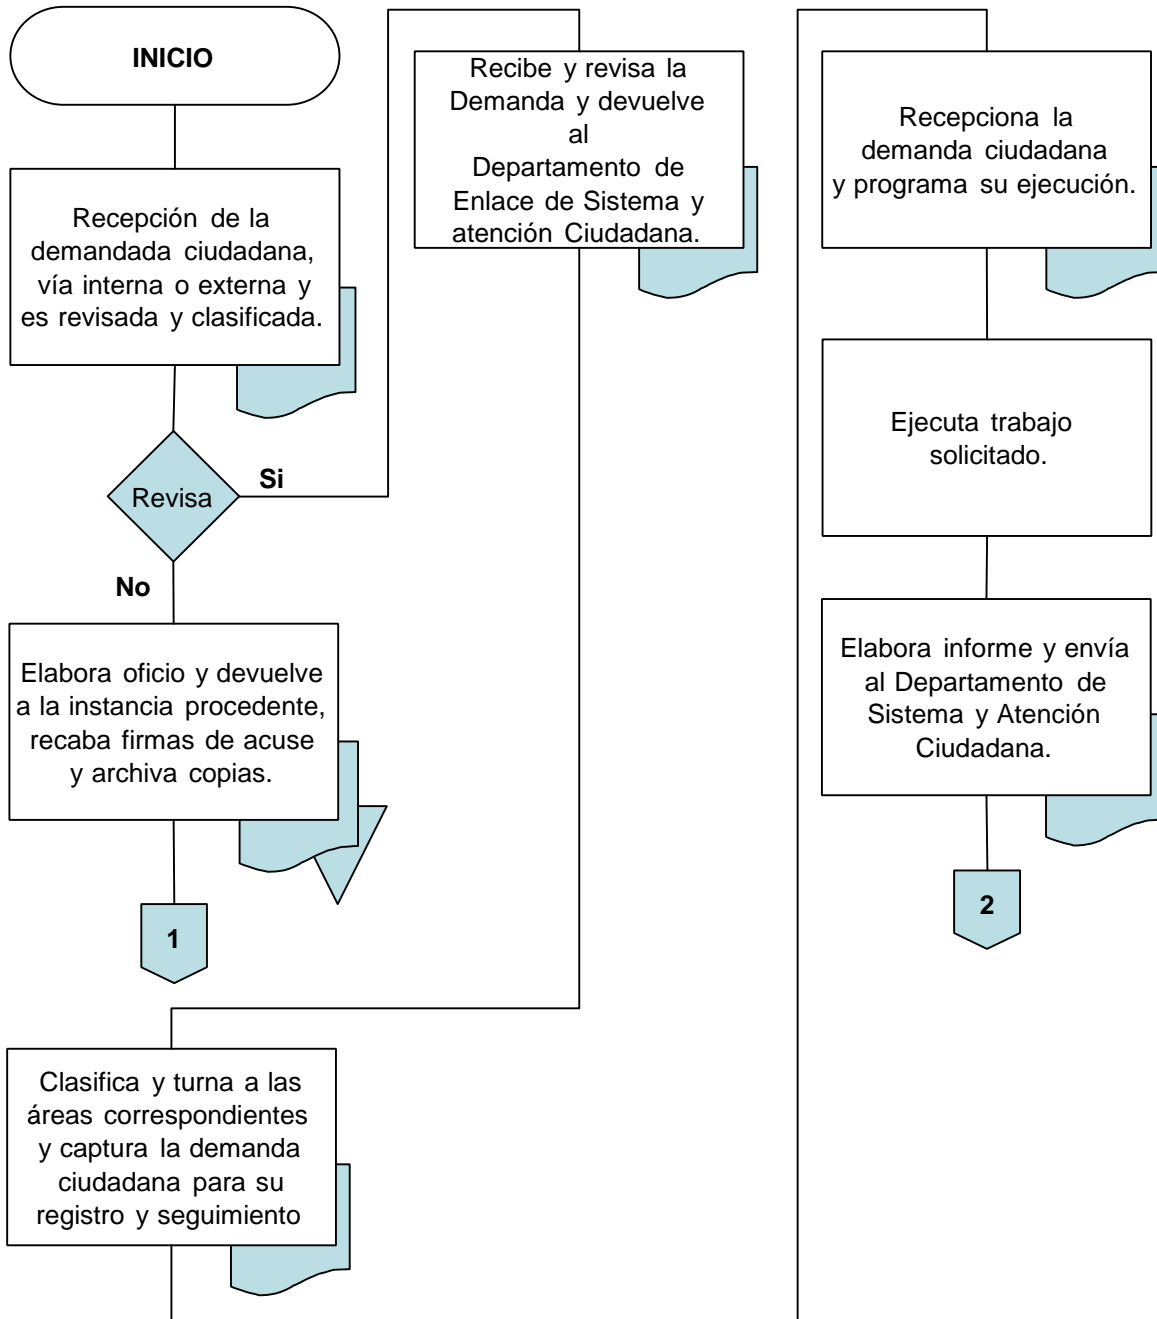 INICIO
Recepción de la
demandada ciudadana,
vía interna o externa y
es revisada y clasificada.
Revisa
Si
No
Elabora oficio y devuelve
a la instancia procedente,
recaba firmas de acuse
y archiva copias.
1
Recibe y revisa la
Demanda y devuelve
al
Departamento de
Enlace de Sistema y
atención Ciudadana.
Clasifica y turna a las
áreas correspondientes
y captura la demanda
ciudadana para su
registro y seguimiento
Recepciona la
demanda ciudadana
y programa su ejecución.
Ejecuta trabajo
solicitado.
Elabora informe y envía
al Departamento de
Sistema y Atención
Ciudadana.
2